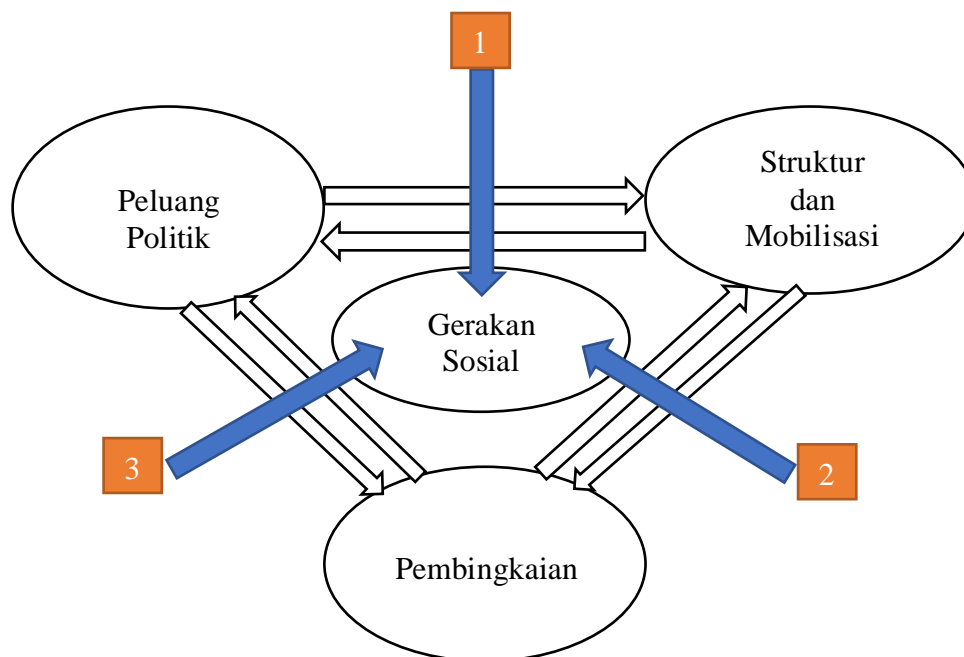 1
Peluang
Politik
Struktur
dan
Mobilisasi
Gerakan
Sosial
3
2
Pembingkaian